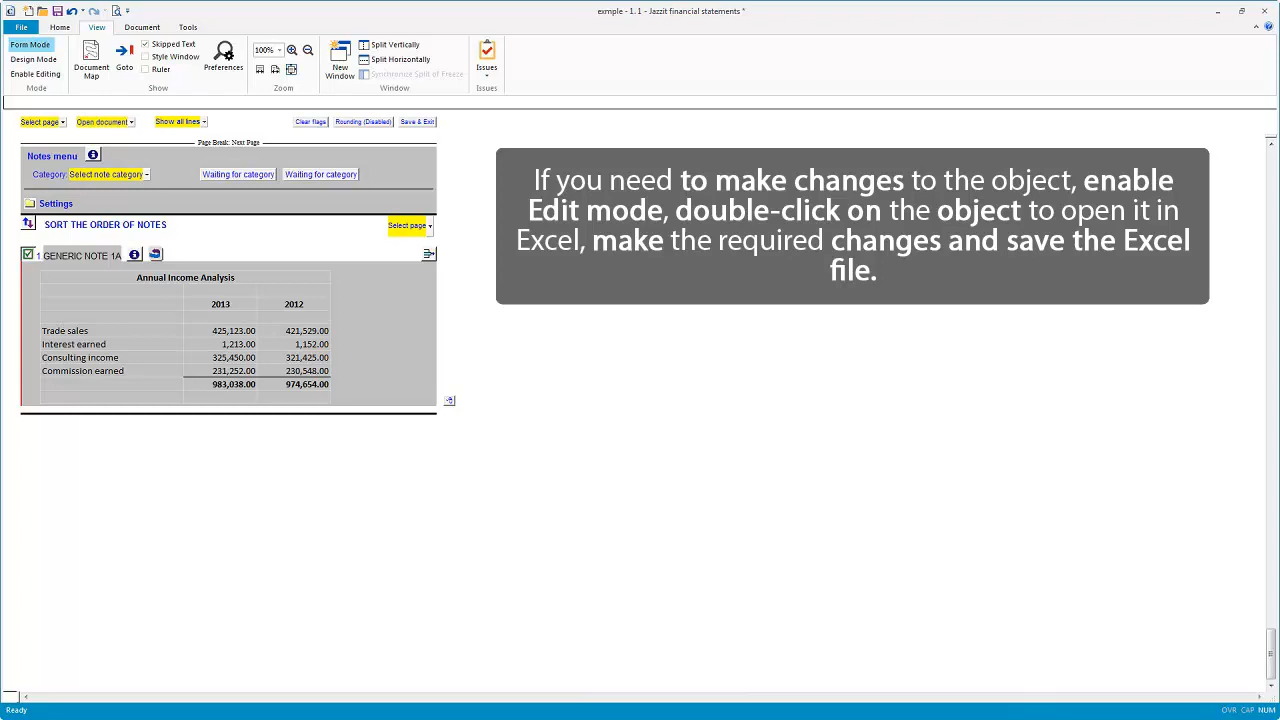 exmple - 1. 1 - Jazzit financial statements *
File Home View Document Tools
Form Mode
Design Mode
Enable Editing
Mode
Document Map
Goto
Skipped Text
Style Window
Ruler
Show
Preferences
100%
Zoom
New Window
Split Vertically
Split Horizontally
Synchronize Split of Freeze
Window
Issues
Issues
Select page Open document Show all lines Clear flags Rounding (Disabled) Save & Exit
Page Break: Next Page
Notes menu
Category: Select note category Waiting for category Waiting for category
Settings
SORT THE ORDER OF NOTES Select page
1 GENERIC NOTE 1A
Annual Income Analysis
2013 2012
Trade sales 425,123.00 421,529.00
Interest earned 1,213.00 1,152.00
Consulting income 325,450.00 321,425.00
Commission earned 231,252.00 230,548.00
983,038.00 974,654.00
If you need to make changes to the object, enable
Edit mode, double-click on the object to open it in
Excel, make the required changes and save the Excel
file.
Ready OVR CAP NUM